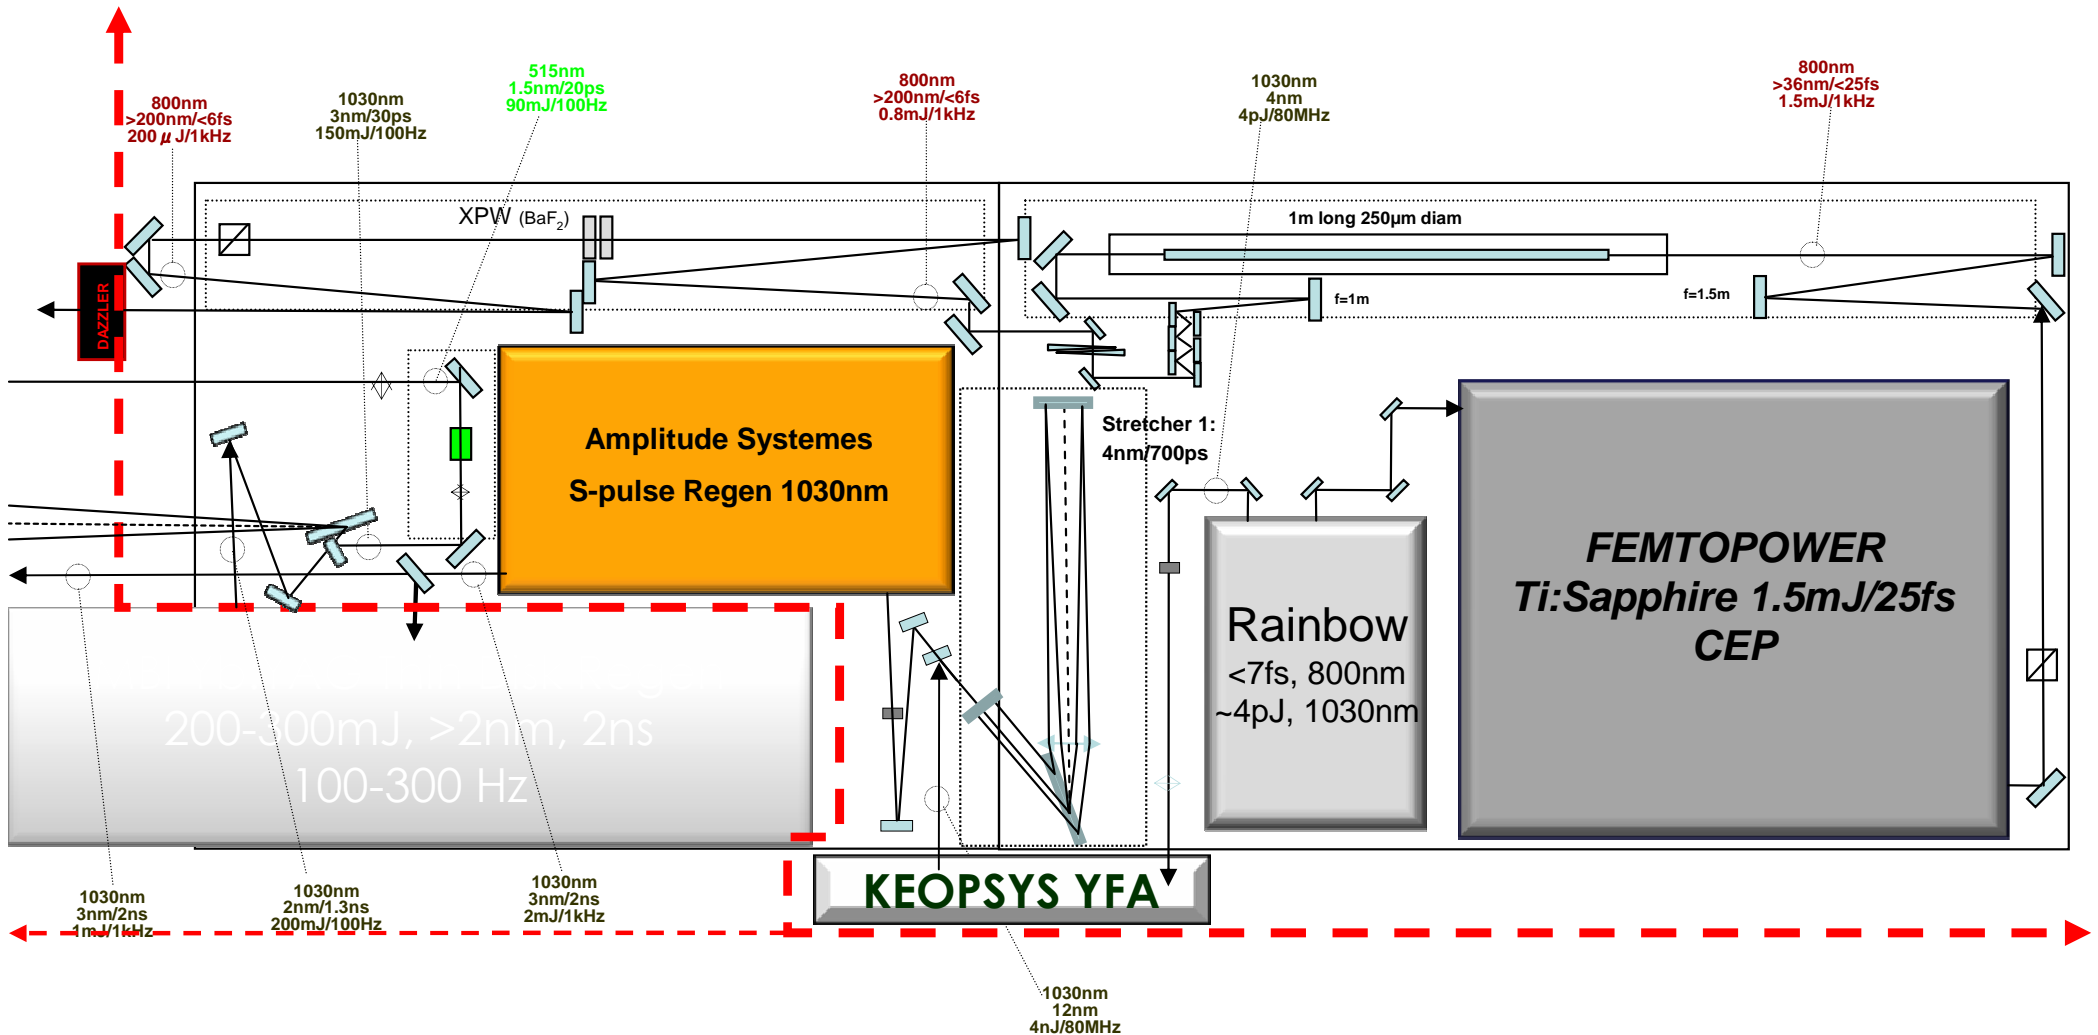 800nm
>200nm/<6fs
200 µJ/1kHz
1030nm
3nm/30ps
150mJ/100Hz
515nm
1.5nm/20ps
90mJ/100Hz
800nm
>200nm/<6fs
0.8mJ/1kHz
1030nm
4nm
4pJ/80MHz
800nm
>36nm/<25fs
1.5mJ/1kHz
XPW (BaF2)
1m long 250µm diam
DAZZLER
f=1m
f=1.5m
Amplitude Systemes
S-pulse Regen 1030nm
Stretcher 1:
4nm/700ps
FEMTOPOWER
Ti:Sapphire 1.5mJ/25fs
CEP
Rainbow
<7fs, 800nm
~4pJ, 1030nm
200-300mJ, >2nm, 2ns
100-300 Hz
KEOPSYS YFA
1030nm
3nm/2ns
1mJ/1kHz
1030nm
2nm/1.3ns
200mJ/100Hz
1030nm
3nm/2ns
2mJ/1kHz
1030nm
12nm
4nJ/80MHz